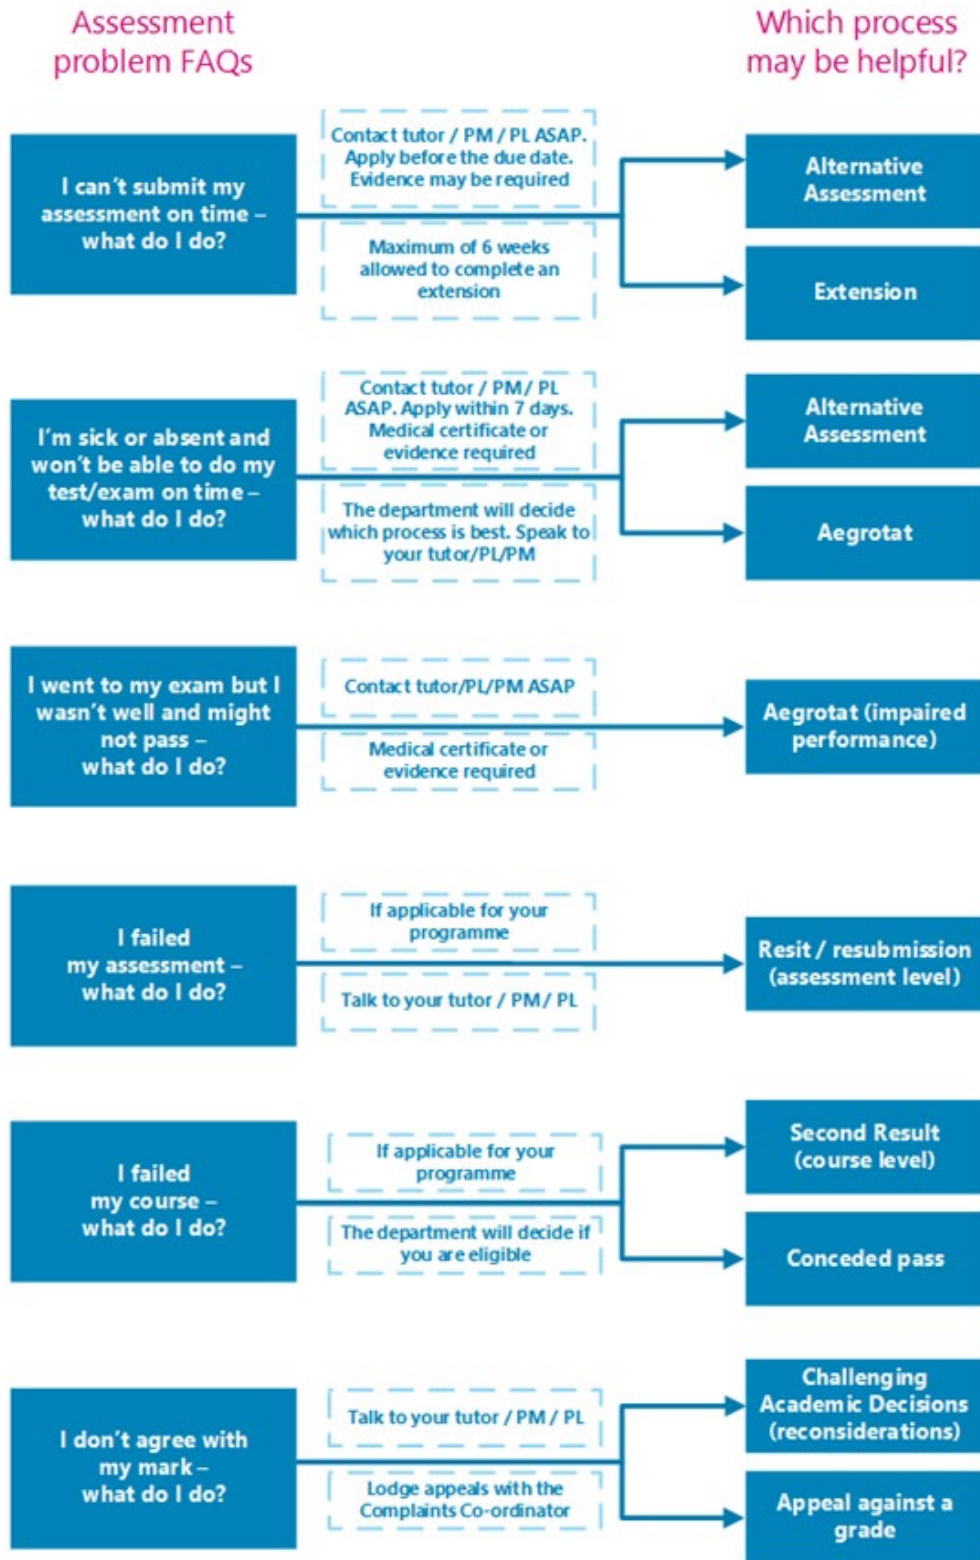 Assessment
problem FAQs
Which process
may be helpful?
I can't submit my
assessment on time –
what do I do?
Contact tutor / PM / PL ASAP.
Apply before the due date.
Evidence may be required
Maximum of 6 weeks
allowed to complete an
extension
Alternative
Assessment
Extension
I'm sick or absent and
won't be able to do my
test/exam on time –
what do I do?
Contact tutor / PM / PL
ASAP. Apply within 7 days.
Medical certificate or
evidence required
The department will decide
which process is best. Speak to
your tutor/PL/PM
Alternative
Assessment
Aegrotat
I went to my exam but I
wasn't well and might
not pass –
what do I do?
Contact tutor/PL/PM ASAP
Medical certificate or
evidence required
Aegrotat (impaired
performance)
I failed
my assessment –
what do I do?
If applicable for your
programme
Talk to your tutor / PM / PL
Resit / resubmission
(assessment level)
I failed
my course –
what do I do?
If applicable for your
programme
The department will decide if
you are eligible
Second Result
(course level)
Conceded pass
I don't agree with
my mark –
what do I do?
Talk to your tutor / PM / PL
Lodge appeals with the
Complaints Co-ordinator
Challenging
Academic Decisions
(reconsiderations)
Appeal against a
grade